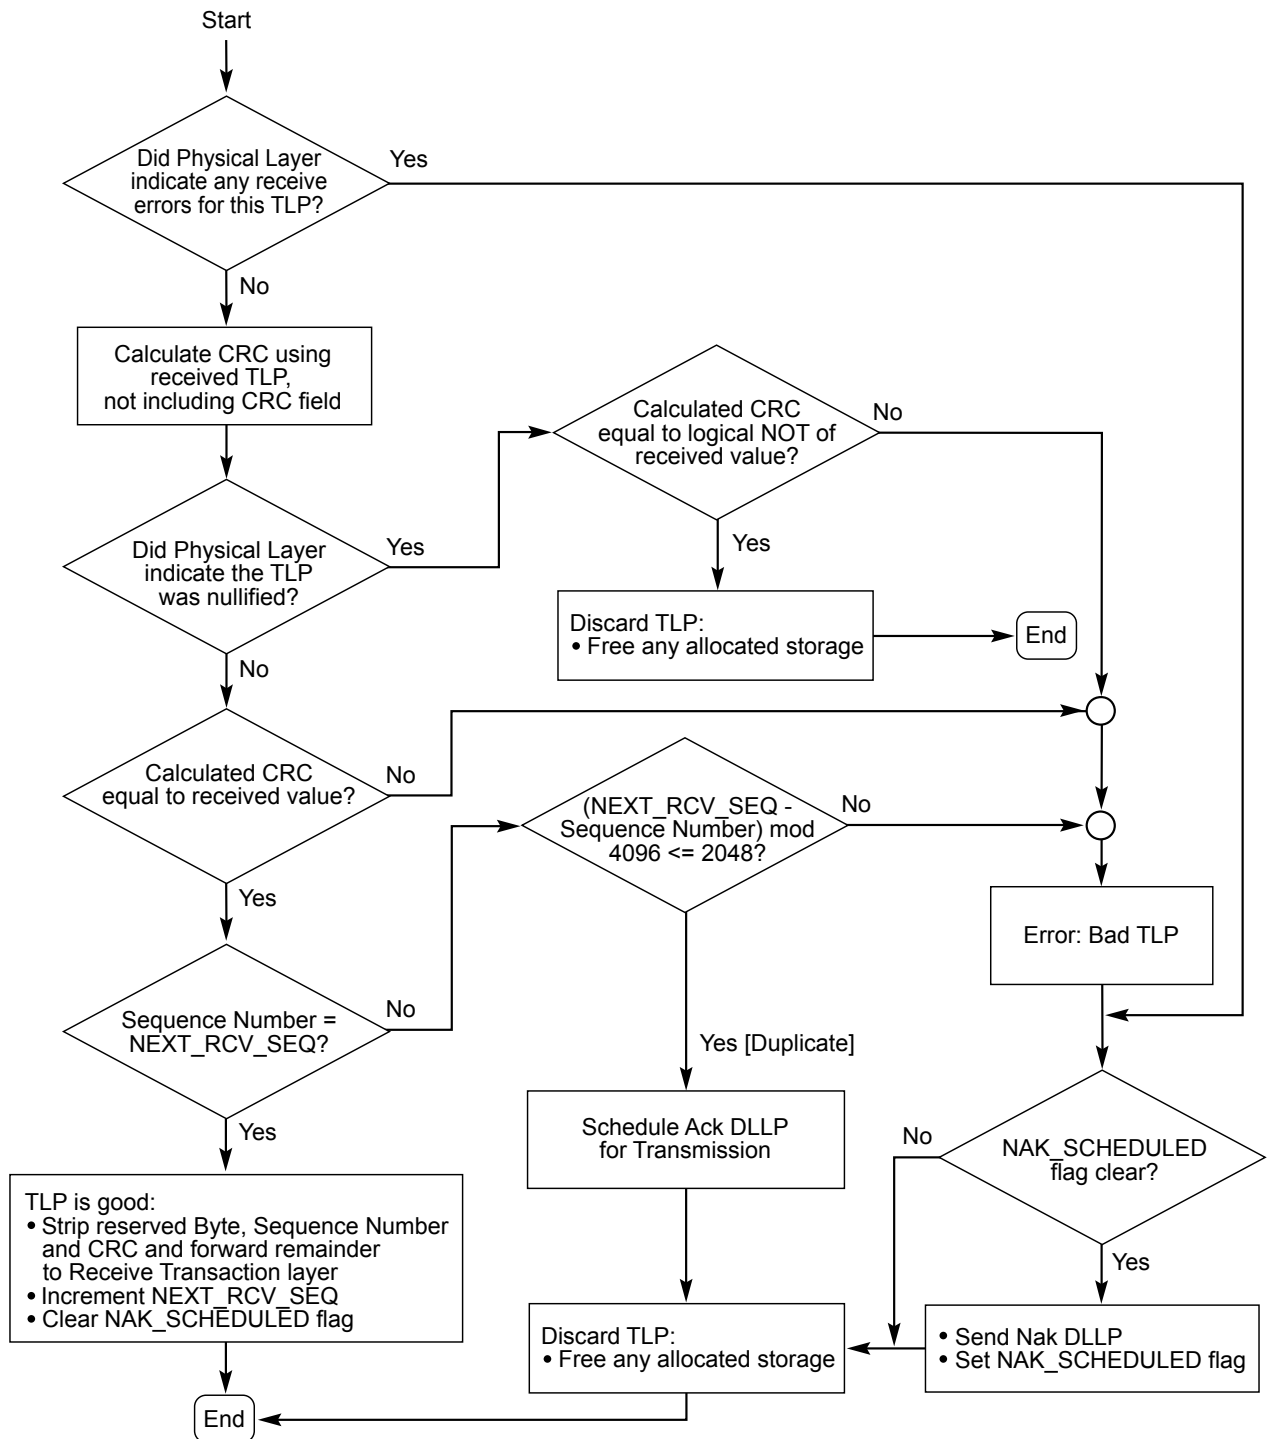 Start
Did Physical Layer
indicate any receive
errors for this TLP?
Yes
No
Calculate CRC using
received TLP,
not including CRC field
Calculated CRC
equal to logical NOT of
received value?
No
Yes
Did Physical Layer
indicate the TLP
was nullified?
Yes
No
Discard TLP:
• Free any allocated storage
End
Calculated CRC
equal to received value?
No
Yes
(NEXT_RCV_SEQ -
Sequence Number) mod
4096 <= 2048?
No
Yes [Duplicate]
Error: Bad TLP
Sequence Number =
NEXT_RCV_SEQ?
No
Yes
Schedule Ack DLLP
for Transmission
NAK_SCHEDULED
flag clear?
No
Yes
TLP is good:
• Strip reserved Byte, Sequence Number
and CRC and forward remainder
to Receive Transaction layer
• Increment NEXT_RCV_SEQ
• Clear NAK_SCHEDULED flag
Discard TLP:
• Free any allocated storage
• Send Nak DLLP
• Set NAK_SCHEDULED flag
End